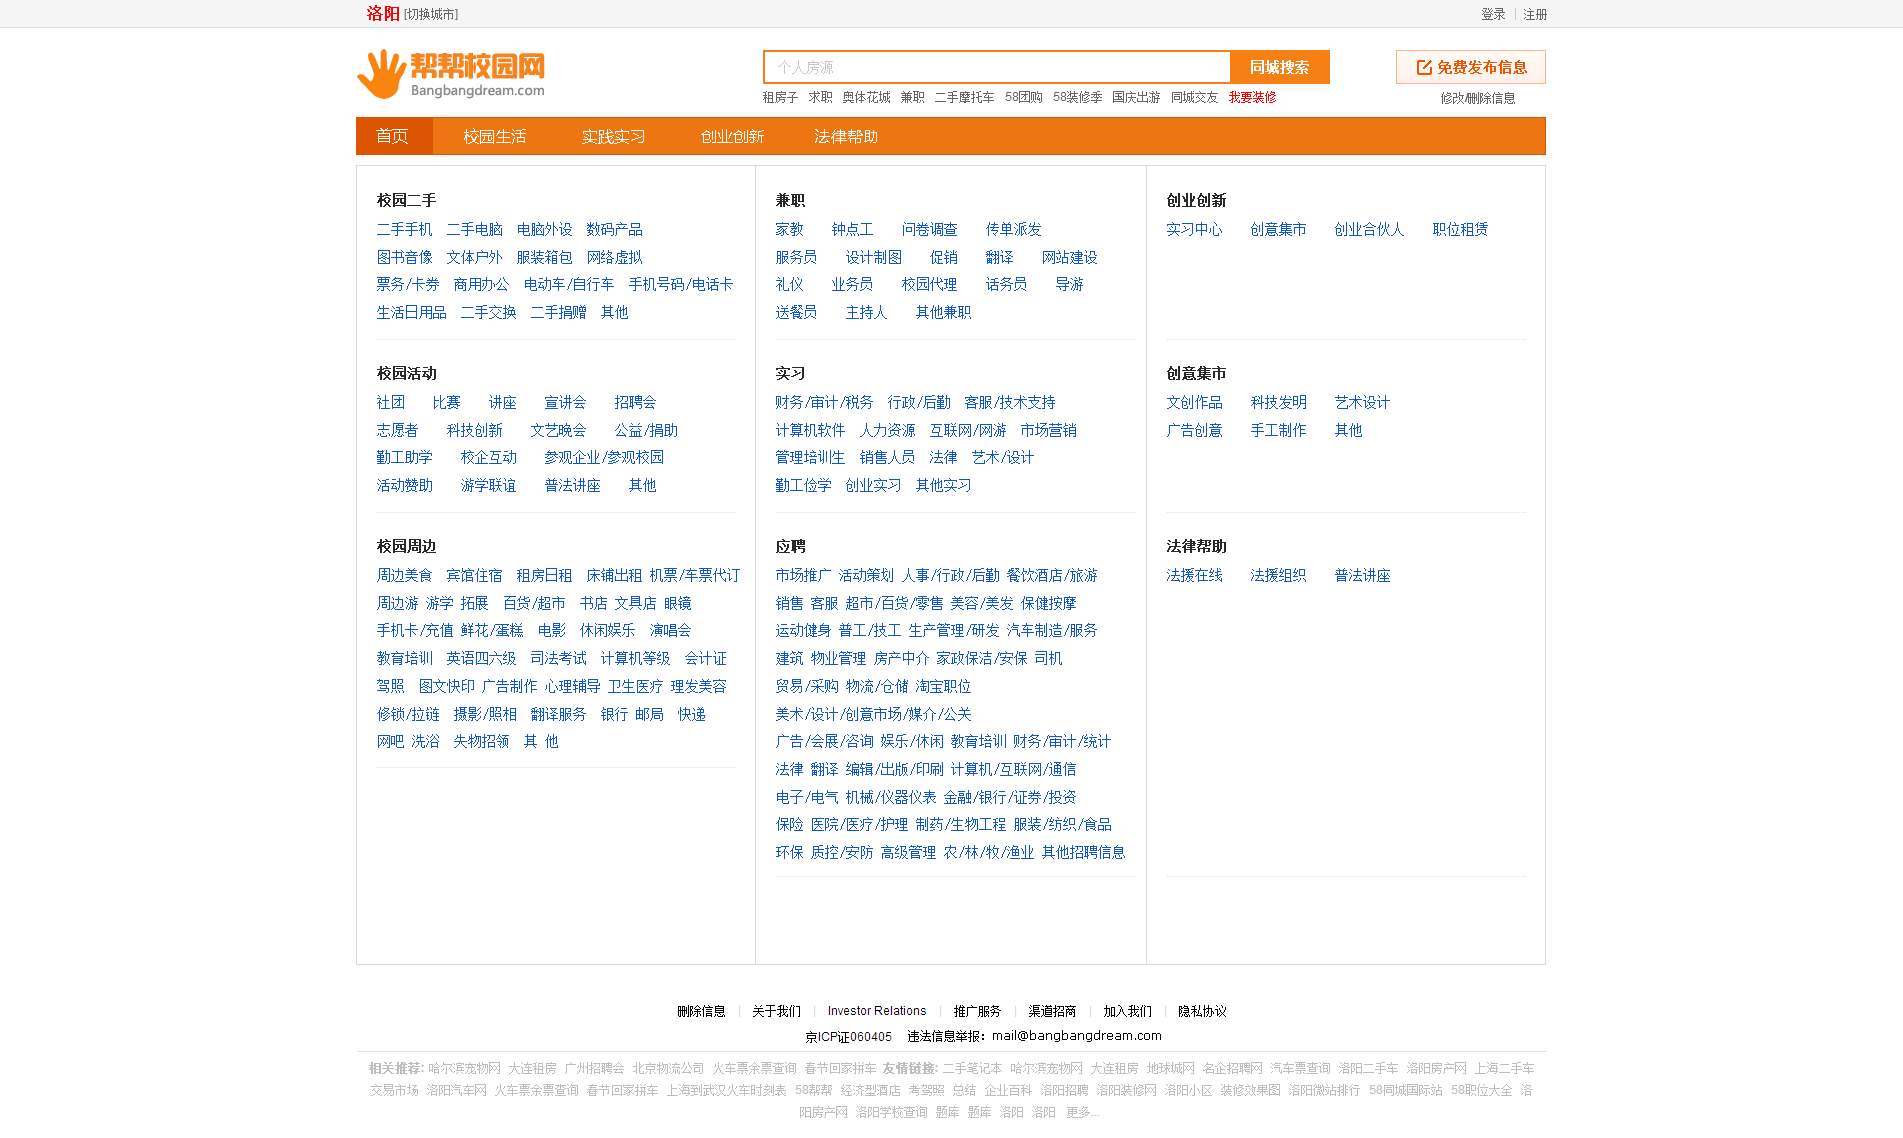 洛阳 [切换城市] 登录 注册
帮帮校园网
Bangbangdream.com
个人房源 同城搜索 免费发布信息
租房子 求职 奥体花城 兼职 二手摩托车 58团购 58装修季 国庆出游 同城交友 我要装修 修改/删除信息
首页 校园生活 实践实习 创业创新 法律帮助
校园二手
二手手机 二手电脑 电脑外设 数码产品
图书音像 文体户外 服装箱包 网络虚拟
票务/卡券 商用办公 电动车/自行车 手机号码/电话卡
生活日用品 二手交换 二手捐赠 其他
校园活动
社团 比赛 讲座 宣讲会 招聘会
志愿者 科技创新 文艺晚会 公益/捐助
勤工助学 校企互动 参观企业/参观校园
活动赞助 游学联谊 普法讲座 其他
校园周边
周边美食 宾馆住宿 租房日租 床铺出租 机票/车票代订
周边游 游学 拓展 百货/超市 书店 文具店 眼镜
手机卡/充值 鲜花/蛋糕 电影 休闲娱乐 演唱会
教育培训 英语四六级 司法考试 计算机等级 会计证
驾照 图文快印 广告制作 心理辅导 卫生医疗 理发美容
修锁/拉链 摄影/照相 翻译服务 银行 邮局 快递
网吧 洗浴 失物招领 其 他
兼职
家教 钟点工 问卷调查 传单派发
服务员 设计制图 促销 翻译 网站建设
礼仪 业务员 校园代理 话务员 导游
送餐员 主持人 其他兼职
实习
财务/审计/税务 行政/后勤 客服/技术支持
计算机软件 人力资源 互联网/网游 市场营销
管理培训生 销售人员 法律 艺术/设计
勤工俭学 创业实习 其他实习
应聘
市场推广 活动策划 人事/行政/后勤 餐饮酒店/旅游
销售 客服 超市/百货/零售 美容/美发 保健按摩
运动健身 普工/技工 生产管理/研发 汽车制造/服务
建筑 物业管理 房产中介 家政保洁/安保 司机
贸易/采购 物流/仓储 淘宝职位
美术/设计/创意市场/媒介/公关
广告/会展/咨询 娱乐/休闲 教育培训 财务/审计/统计
法律 翻译 编辑/出版/印刷 计算机/互联网/通信
电子/电气 机械/仪器仪表 金融/银行/证券/投资
保险 医院/医疗/护理 制药/生物工程 服装/纺织/食品
环保 质控/安防 高级管理 农/林/牧/渔业 其他招聘信息
创业创新
实习中心 创意集市 创业合伙人 职位租赁
创意集市
文创作品 科技发明 艺术设计
广告创意 手工制作 其他
法律帮助
法援在线 法援组织 普法讲座
删除信息 关于我们 Investor Relations 推广服务 渠道招商 加入我们 隐私协议
京ICP证060405 违法信息举报：mail@bangbangdream.com
相关推荐: 哈尔滨宠物网 大连租房 广州招聘会 北京物流公司 火车票余票查询 春节回家拼车 友情链接: 二手笔记本 哈尔滨宠物网 大连租房 地球城网 名企招聘网 汽车票查询 洛阳二手车 洛阳房产网 上海二手车
交易市场 洛阳汽车网 火车票余票查询 春节回家拼车 上海到武汉火车时刻表 58帮帮 经济型酒店 考驾照 总结 企业百科 洛阳招聘 洛阳装修网 洛阳小区 装修效果图 洛阳微站排行 58同城国际站 58职位大全 洛
阳房产网 洛阳学校查询 题库 题库 洛阳 洛阳 更多...